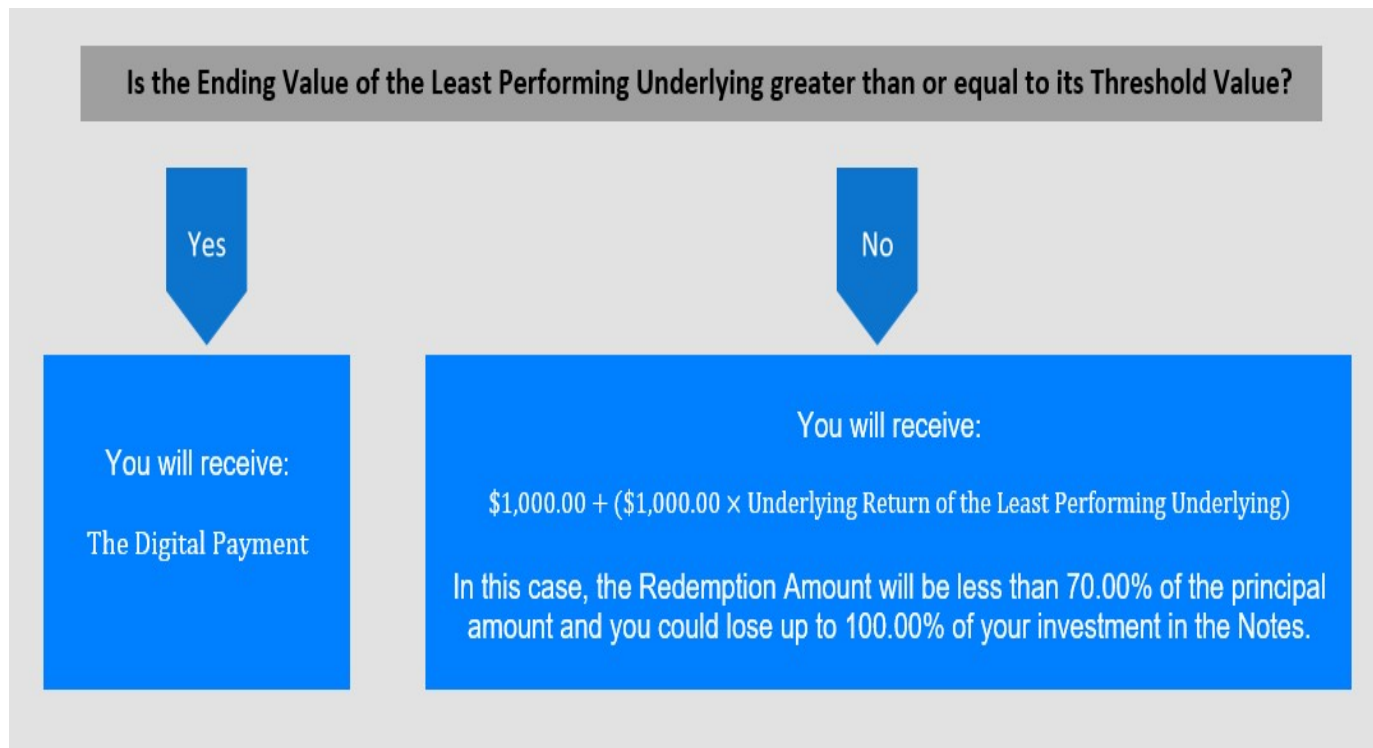 Is the Ending Value of the Least Performing Underlying greater than or equal to its Threshold Value?
Yes
No
You will receive:
The Digital Payment
You will receive:
$1,000.00 + ($1,000.00 × Underlying Return of the Least Performing Underlying)
In this case, the Redemption Amount will be less than 70.00% of the principal
amount and you could lose up to 100.00% of your investment in the Notes.